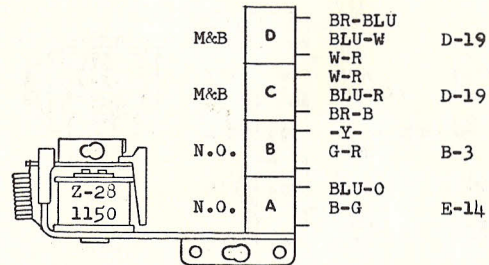 M&B D BR-BLU
BLU-W D-19
W-R
W-R
M&B C BLU-R D-19
BR-B
-Y-
N.O. B G-R B-3
BLU-O
N.O. A B-G E-14
Z-28
1150